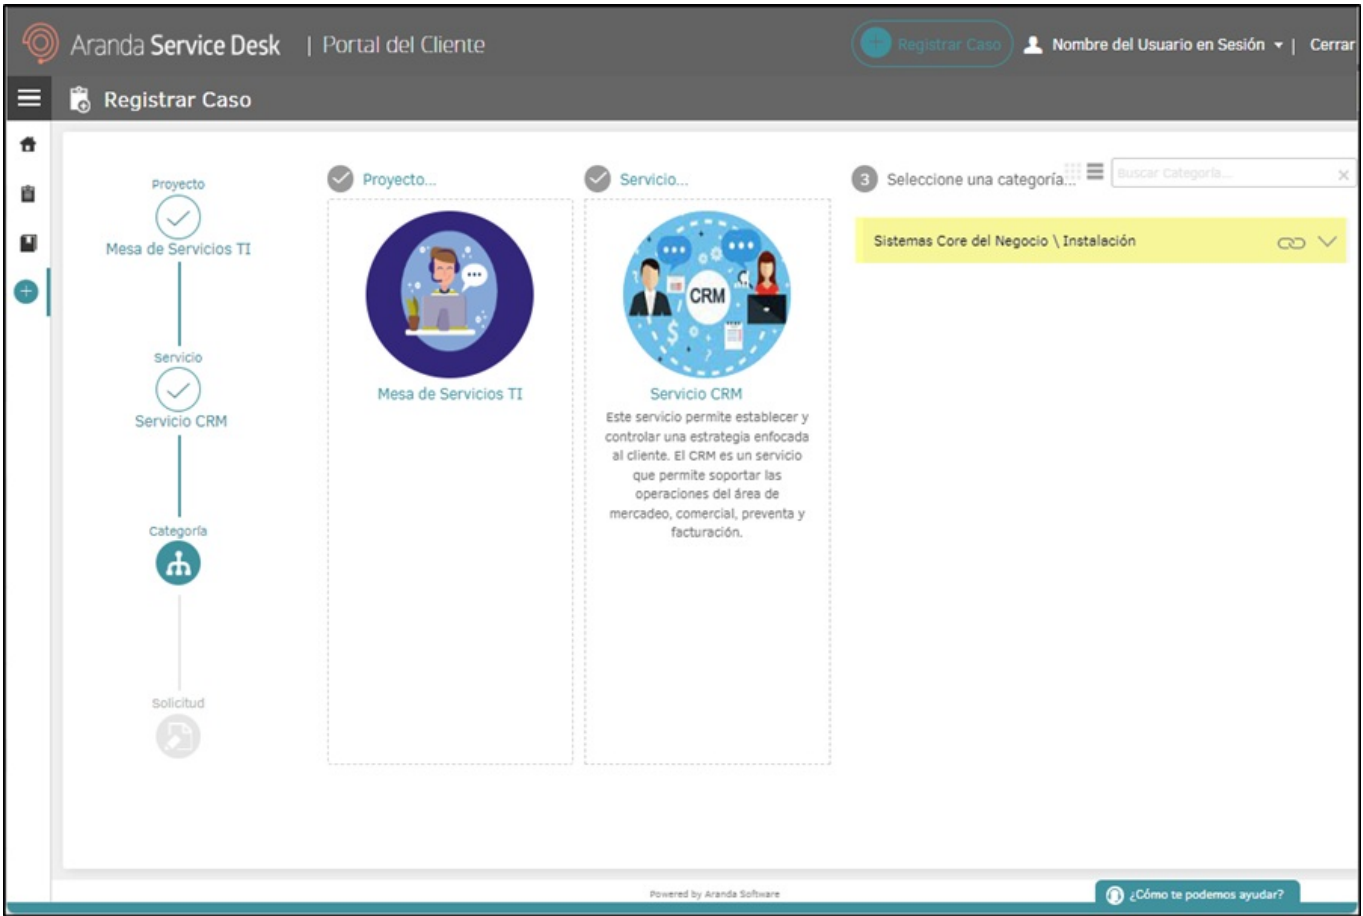 Aranda Service Desk | Portal del Cliente
Registrar Caso
Nombre del Usuario en Sesión
| Cerrar
Registrar Caso
Proyecto
Mesa de Servicios TI
Servicio
Servicio CRM
Categoría
Solicitud
Proyecto...
Mesa de Servicios TI
Servicio...
CRM
Servicio CRM
Este servicio permite establecer y
controlar una estrategia enfocada
al cliente. El CRM es un servicio
que permite soportar las
operaciones del área de
mercadeo, comercial, preventa y
facturación.
3 Seleccione una categoría...
Buscar Categoría...
Sistemas Core del Negocio \ Instalación
Powered by Aranda Software
¿Cómo te podemos ayudar?